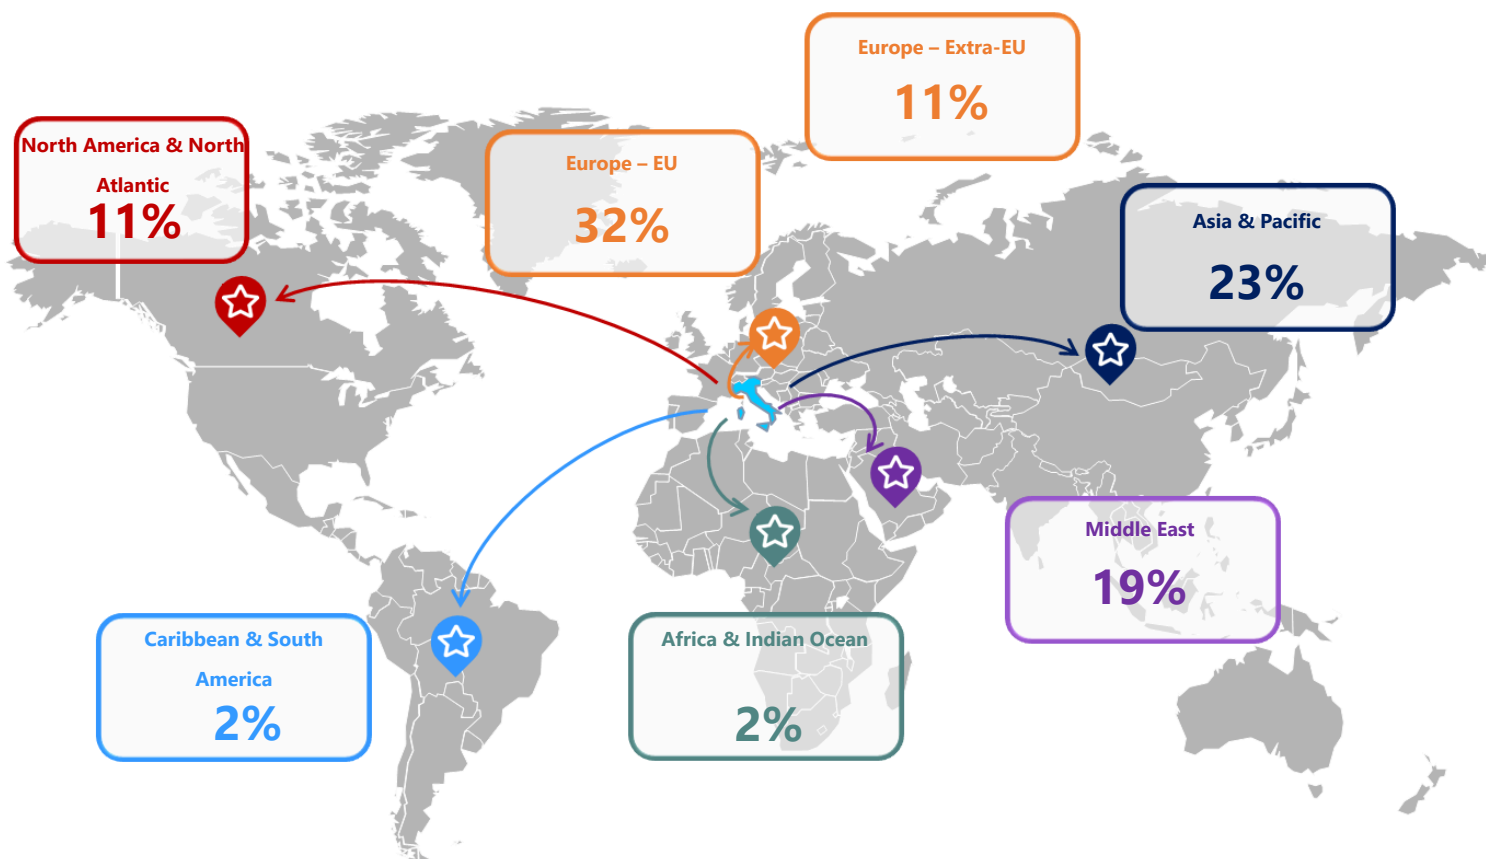 Europe – Extra-EU
11%
North America & North
Atlantic
11%
Europe – EU
32%
Asia & Pacific
23%
Middle East
19%
Caribbean & South
America
2%
Africa & Indian Ocean
2%